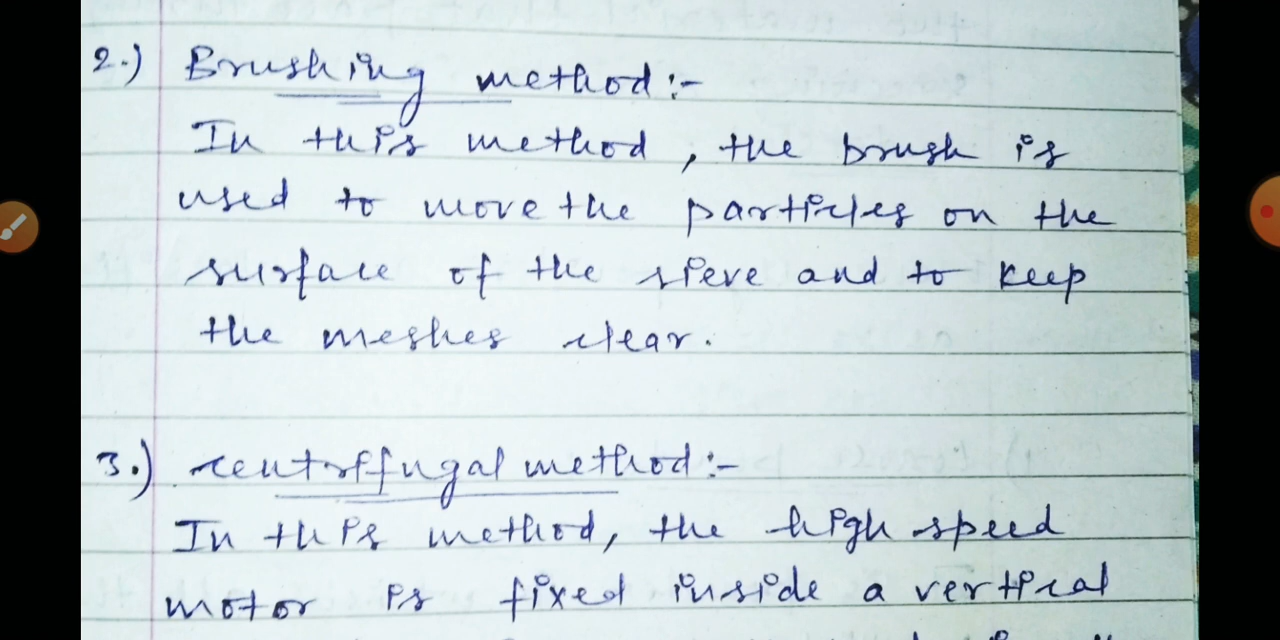 2.) Brushing method :-
In this method, the brush is
used to move the particles on the
surface of the sieve and to keep
the meshes clear.
3.) centrifugal method :-
In this method, the high speed
motor is fixed inside a vertical